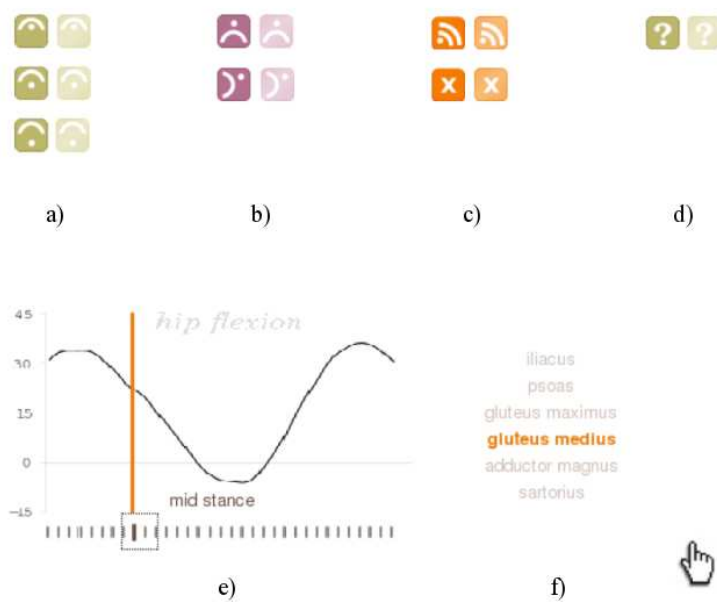 ? ?
x x
a) b) c) d)
hip flexion
45
30
15
0
-15
mid stance
iliacus
psoas
gluteus maximus
gluteus medius
adductor magnus
sartorius
e) f)